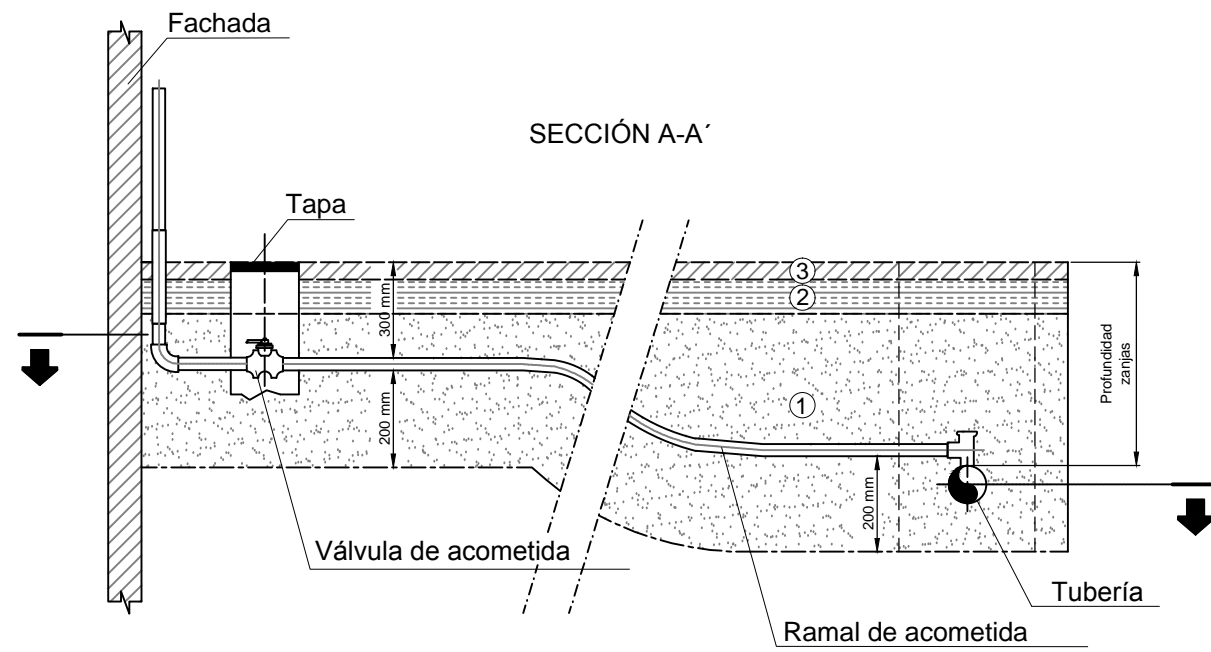 Fachada
SECCIÓN A-A´
Tapa
3
2
300 mm
1
Profundidad
zanjas
200 mm
200 mm
Válvula de acometida
Tubería
Ramal de acometida